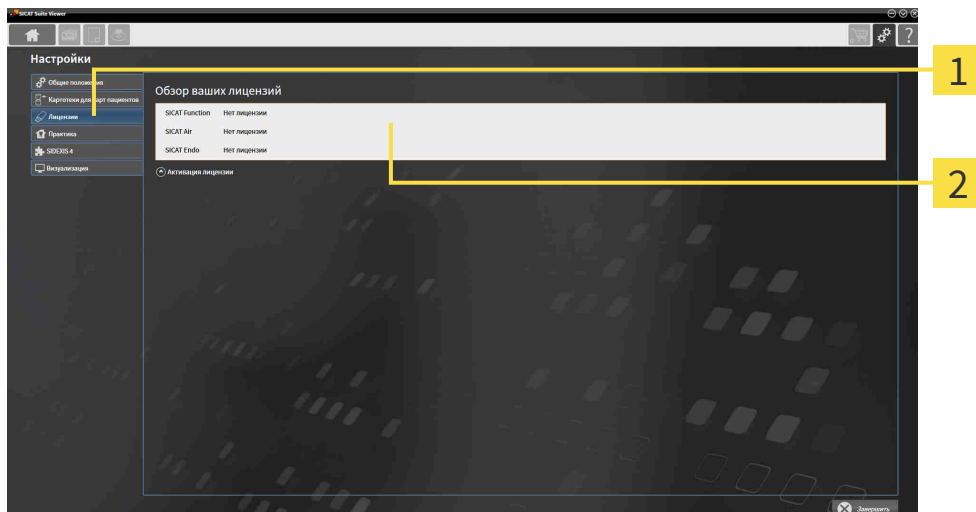 SICAT Suite Viewer
?
Настройки
Общие положения
Картотеки для карт пациентов
Лицензии
Практика
SIDEXIS 4
Визуализация
Обзор ваших лицензий
SICAT Function Нет лицензии
SICAT Air Нет лицензии
SICAT Endo Нет лицензии
Активация лицензии
Завершить
1
2